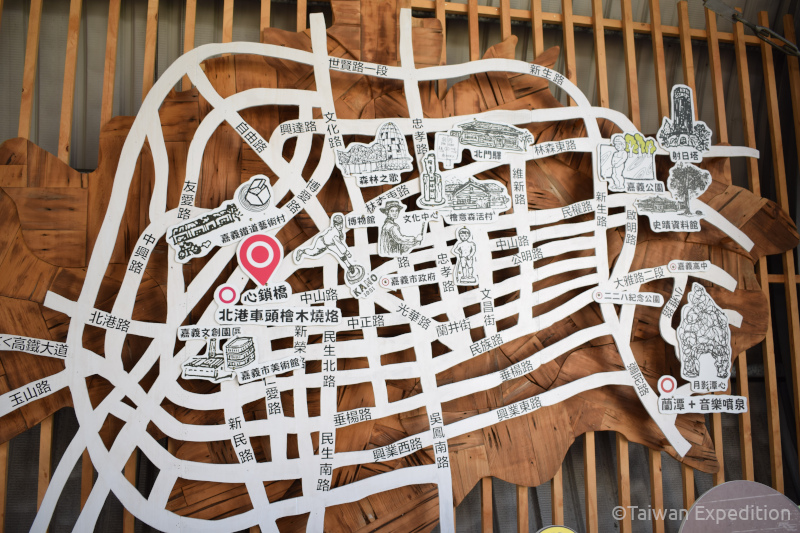 世賢路一段
新生路
文化路
忠孝路
自由路
興達路
北門驛
林森東路
射日塔
森林之歌
嘉義公園
友愛路
博愛路
林森東路
維新路
史蹟資料館
嘉義鐵道藝術村
博物館
文化中心
檜意森活村
民權路
新生路
啟明路
中興路
中山路
公明路
忠孝路
KANO
嘉義市政府
大雅路二段
嘉義高中
心鎖橋
中山路
文昌街
二二八紀念公園
北港車頭檜木燒烙
北港路
中正路
光華路
蘭井街
民族路
嘉義文創園區
嘉義市美術館
高鐵大道
玉山路
民生北路
垂楊路
彌陀路
月影潭心
仁愛路
新民路
垂楊路
吳鳳南路
興業東路
蘭潭+音樂噴泉
興業西路
民生南路
©Taiwan Expedition